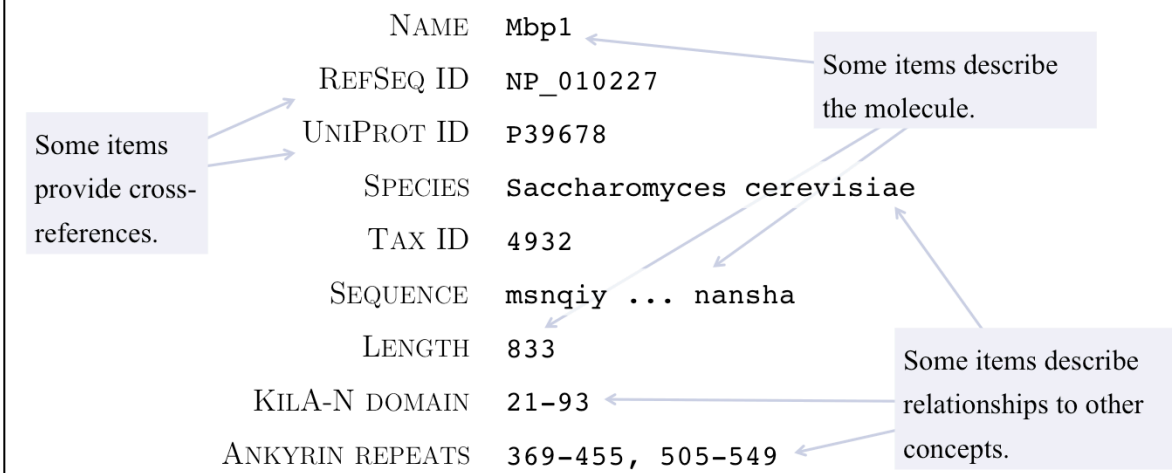 NAME Mbp1
REFSEQ ID NP_010227
UNIPROT ID P39678
SPECIES Saccharomyces cerevisiae
TAX ID 4932
SEQUENCE msnqiy ... nansha
LENGTH 833
KILA-N DOMAIN 21-93
ANKYRIN REPEATS 369-455, 505-549
Some items
provide cross-
references.
Some items describe
the molecule.
Some items describe
relationships to other
concepts.